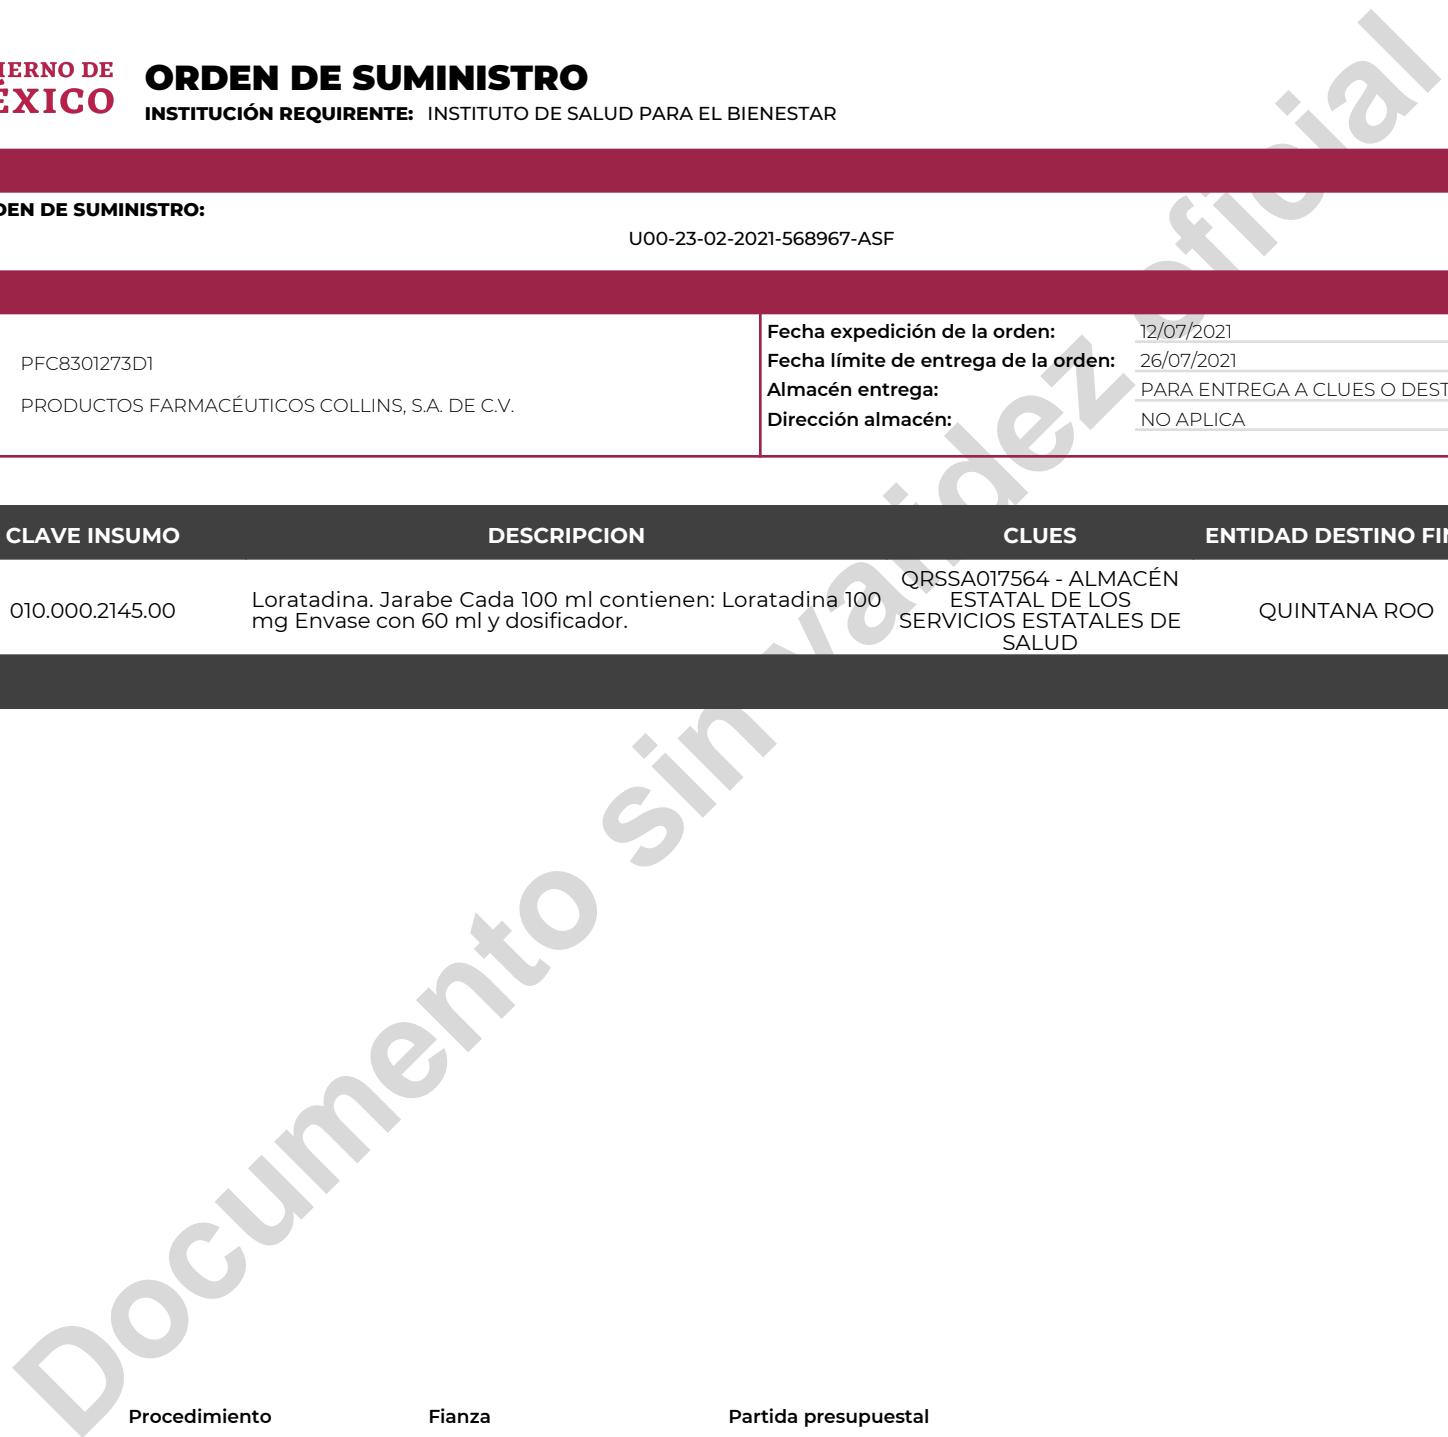 IERNO DE
ÉXICO
ORDEN DE SUMINISTRO
INSTITUCIÓN REQUIRENTE: INSTITUTO DE SALUD PARA EL BIENESTAR
DEN DE SUMINISTRO:
U00-23-02-2021-568967-ASF
PFC8301273D1
PRODUCTOS FARMACÉUTICOS COLLINS, S.A. DE C.V.
Fecha expedición de la orden: 12/07/2021
Fecha límite de entrega de la orden: 26/07/2021
Almacén entrega: PARA ENTREGA A CLUES O DEST
Dirección almacén: NO APLICA
CLAVE INSUMO DESCRIPCION CLUES ENTIDAD DESTINO FIN
010.000.2145.00
Loratadina. Jarabe Cada 100 ml contienen: Loratadina 100
mg Envase con 60 ml y dosificador.
QRSSA017564 - ALMACÉN
ESTATAL DE LOS
SERVICIOS ESTATALES DE
SALUD
QUINTANA ROO
Documento sin validez oficial
Procedimiento Fianza Partida presupuestal